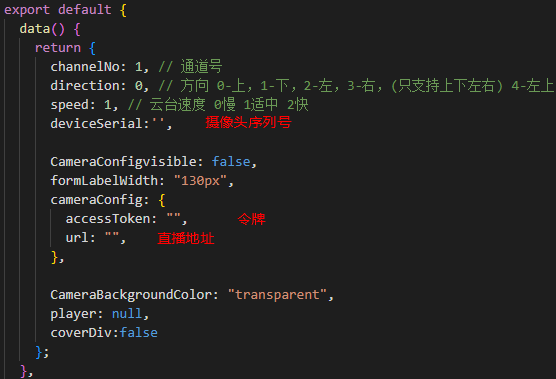 export default {
data() {
return {
channelNo: 1, // 通道号
direction: 0, // 方向 0-上，1-下，2-左，3-右，(只支持上下左右) 4-左上
speed: 1, // 云台速度 0慢 1适中 2快
deviceSerial:'', 摄像头序列号
CameraConfigvisible: false,
formLabelWidth: "130px",
cameraConfig: {
accessToken: "", 令牌
url: "", 直播地址
},
CameraBackgroundColor: "transparent",
player: null,
coverDiv:false
};
},